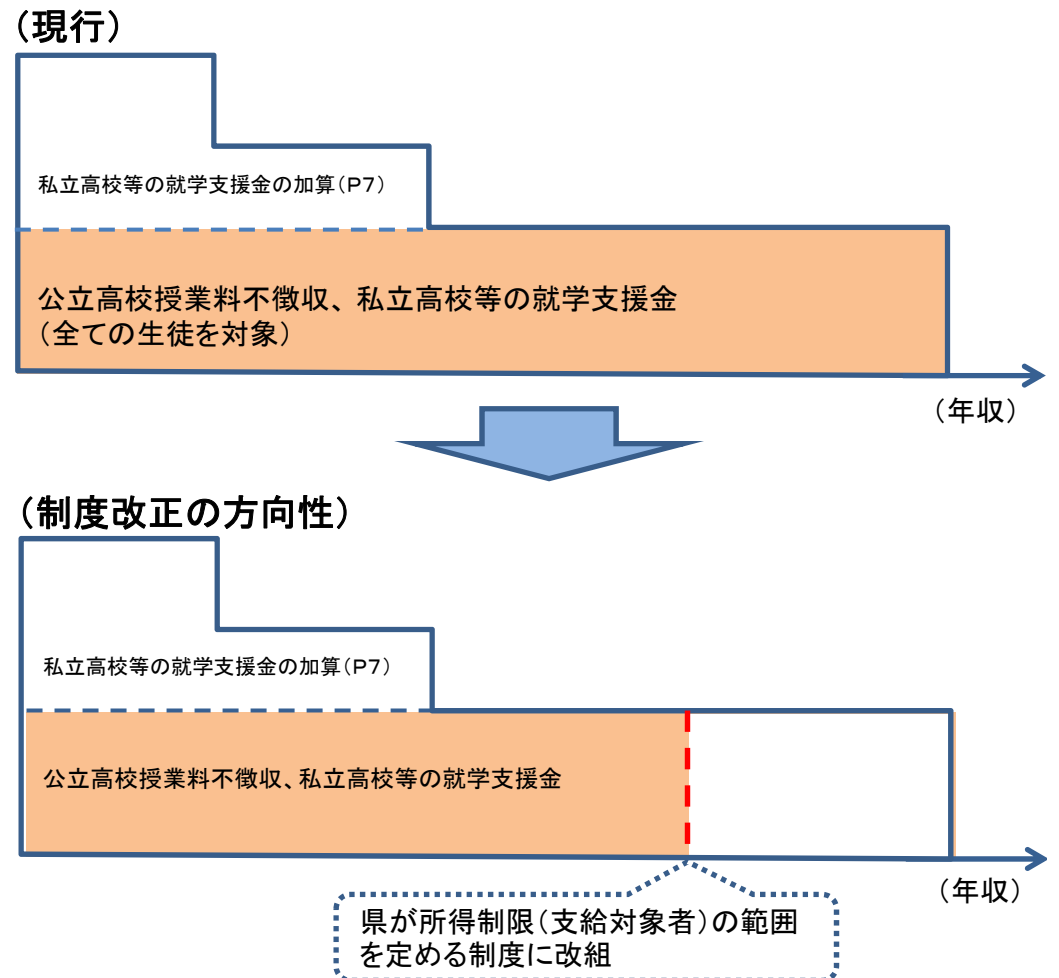 （現行）
私立高校等の就学支援金の加算（P7）
公立高校授業料不徴収、私立高校等の就学支援金
（全ての生徒を対象）
（年収）
（制度改正の方向性）
私立高校等の就学支援金の加算（P7）
公立高校授業料不徴収、私立高校等の就学支援金
（年収）
県が所得制限（支給対象者）の範囲
を定める制度に改組